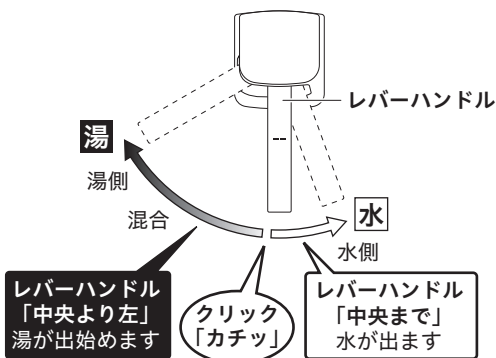 レバーハンドル
湯
湯側
混合
水
水側
レバーハンドル
「中央より左」
湯が出始めます
クリック
「カチッ」
レバーハンドル
「中央まで」
水が出ます